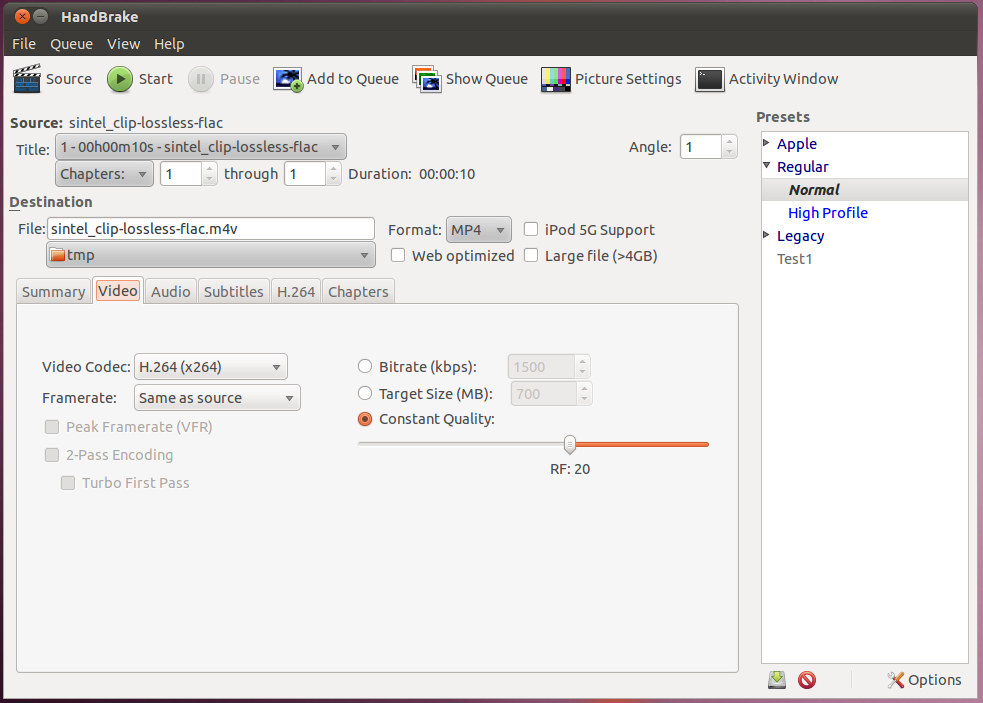 HandBrake
File Queue View Help
Source Start Pause Add to Queue Show Queue Picture Settings Activity Window
Source: sintel_clip-lossless-flac
Title: 1 - 00h00m10s - sintel_clip-lossless-flac Angle: 1
Chapters: 1 through 1 Duration: 00:00:10
Destination
File: sintel_clip-lossless-flac.m4v Format: MP4 iPod 5G Support
tmp Web optimized Large file (>4GB)
Summary Video Audio Subtitles H.264 Chapters
Video Codec: H.264 (x264) Bitrate (kbps): 1500
Framerate: Same as source Target Size (MB): 700
Peak Framerate (VFR) Constant Quality:
2-Pass Encoding
RF: 20
Turbo First Pass
Presets
Apple
Regular
Normal
High Profile
Legacy
Test1
Options